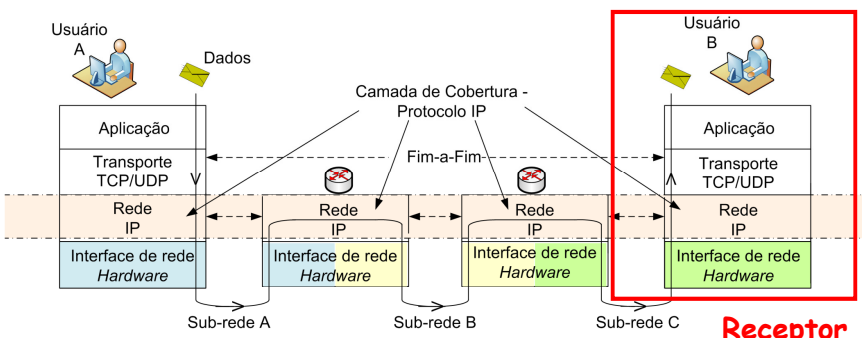 Usuário
A
Dados
Usuário
B
Camada de Cobertura -
Protocolo IP
Aplicação
Aplicação
Transporte
TCP/UDP
Fim-a-Fim
Transporte
TCP/UDP
Rede
IP
Rede
IP
Rede
IP
Rede
IP
Interface de rede
Hardware
Interface de rede
Hardware
Interface de rede
Hardware
Interface de rede
Hardware
Sub-rede A
Sub-rede B
Sub-rede C
Receptor